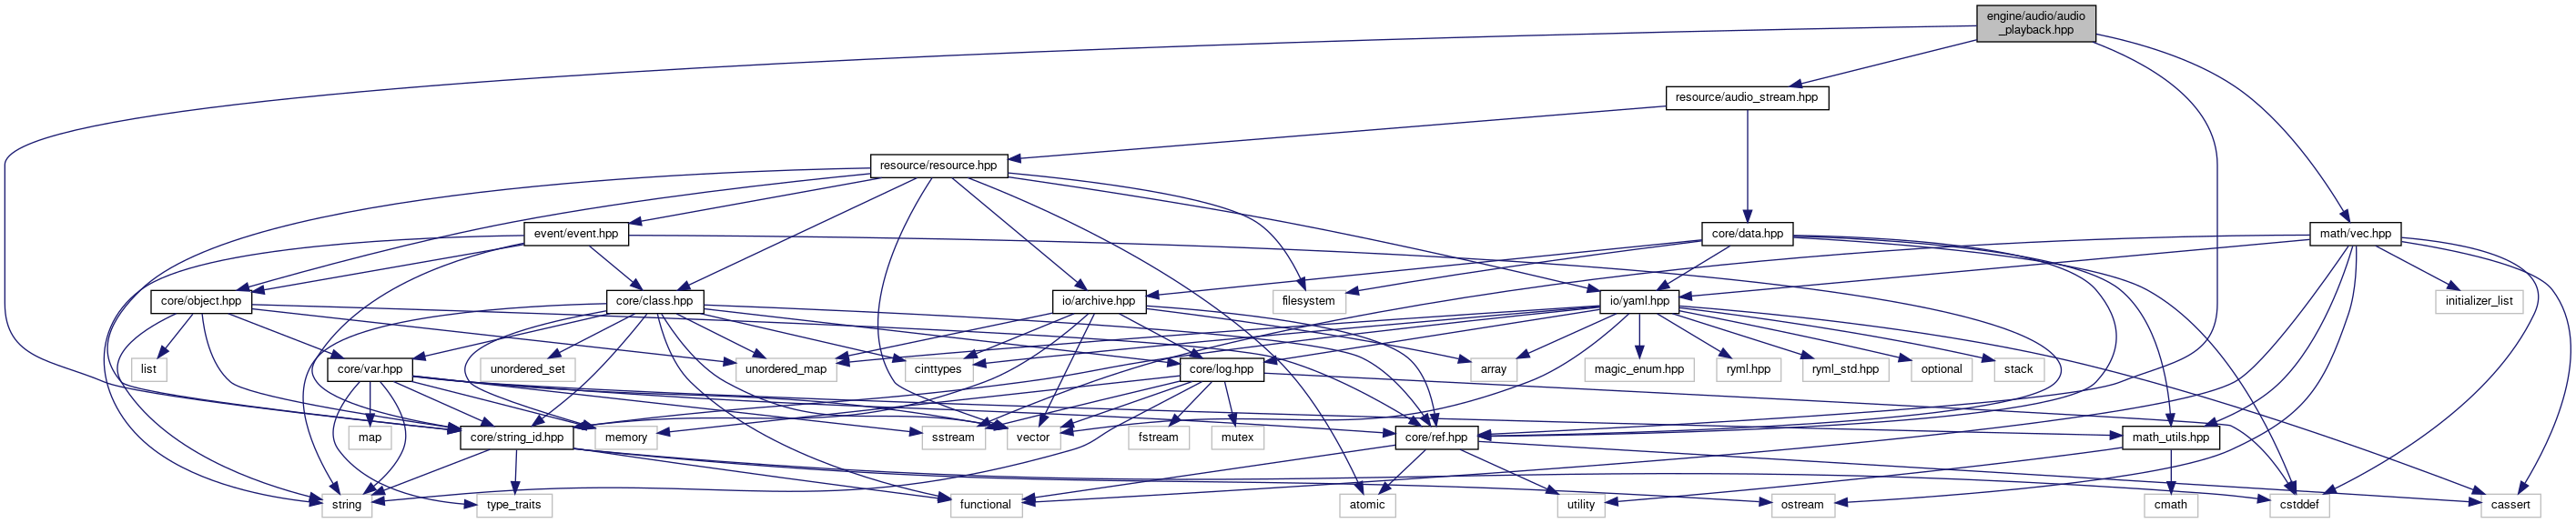 engine/audio/audio
_playback.hpp
resource/audio_stream.hpp
resource/resource.hpp
event/event.hpp
core/data.hpp
math/vec.hpp
core/object.hpp
core/class.hpp
io/archive.hpp
filesystem
io/yaml.hpp
initializer_list
list
core/var.hpp
unordered_set
unordered_map
cinttypes
core/log.hpp
array
magic_enum.hpp
ryml.hpp
ryml_std.hpp
optional
stack
map
core/string_id.hpp
memory
sstream
vector
fstream
mutex
core/ref.hpp
math_utils.hpp
string
type_traits
functional
atomic
utility
ostream
cmath
cstddef
cassert